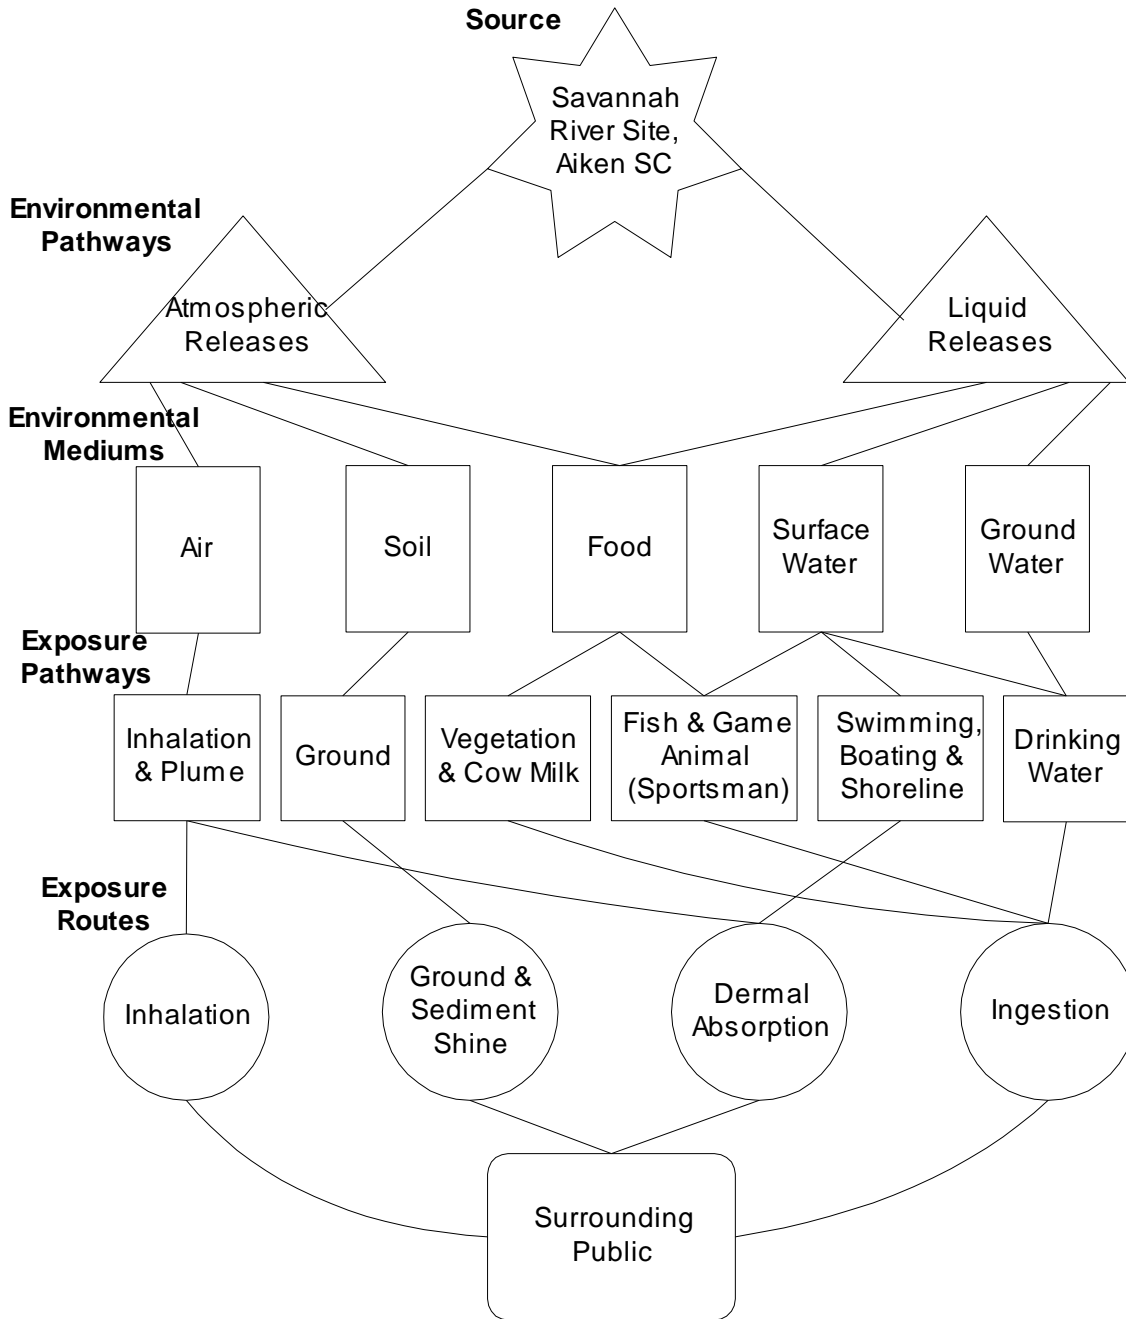 Source
Savannah
River Site,
Aiken SC
Environmental
Pathways
Atmospheric
Releases
Liquid
Releases
Environmental
Mediums
Air
Soil
Food
Surface
Water
Ground
Water
Exposure
Pathways
Inhalation
& Plume
Ground
Vegetation
& Cow Milk
Fish & Game
Animal
(Sportsman)
Swimming,
Boating &
Shoreline
Drinking
Water
Exposure
Routes
Inhalation
Ground &
Sediment
Shine
Dermal
Absorption
Ingestion
Surrounding
Public